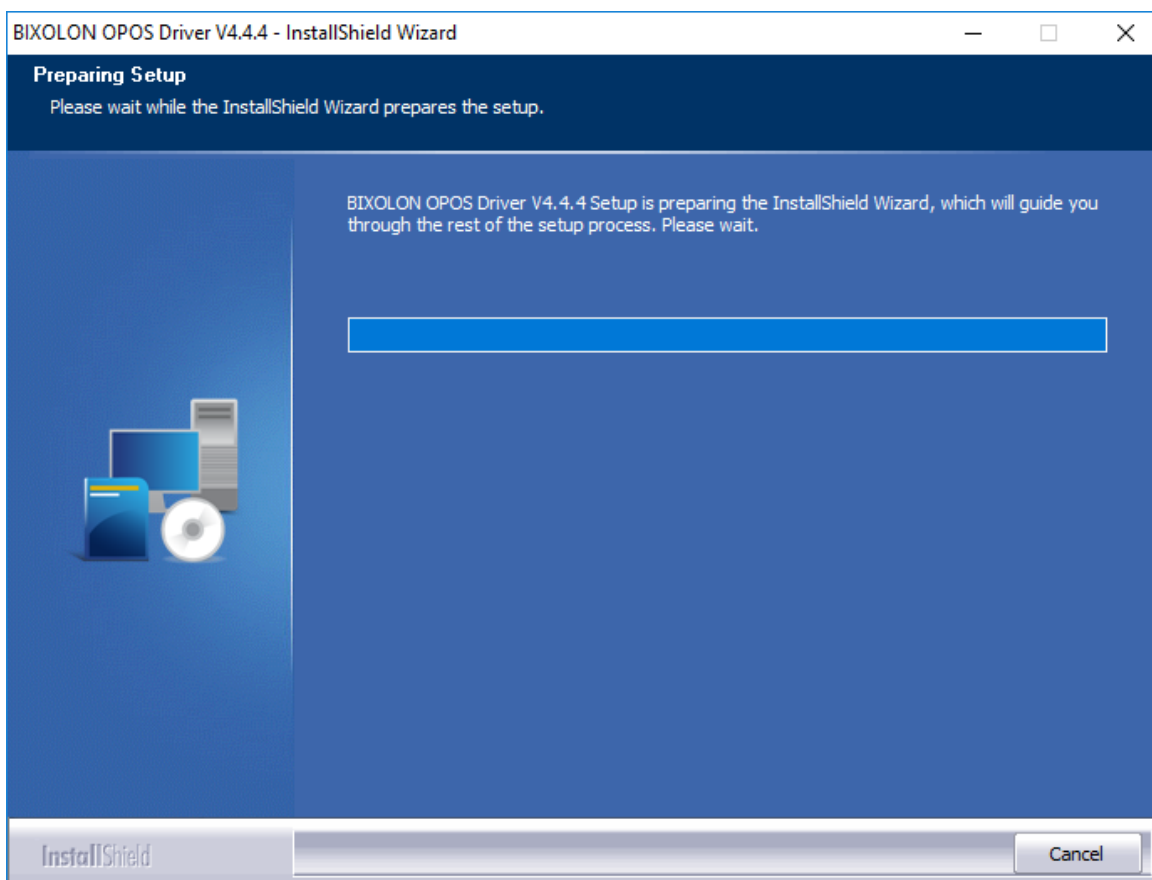 BIXOLON OPOS Driver V4.4.4 - InstallShield Wizard
Preparing Setup
Please wait while the InstallShield Wizard prepares the setup.
BIXOLON OPOS Driver V4.4.4 Setup is preparing the InstallShield Wizard, which will guide you
through the rest of the setup process. Please wait.
InstallShield
Cancel